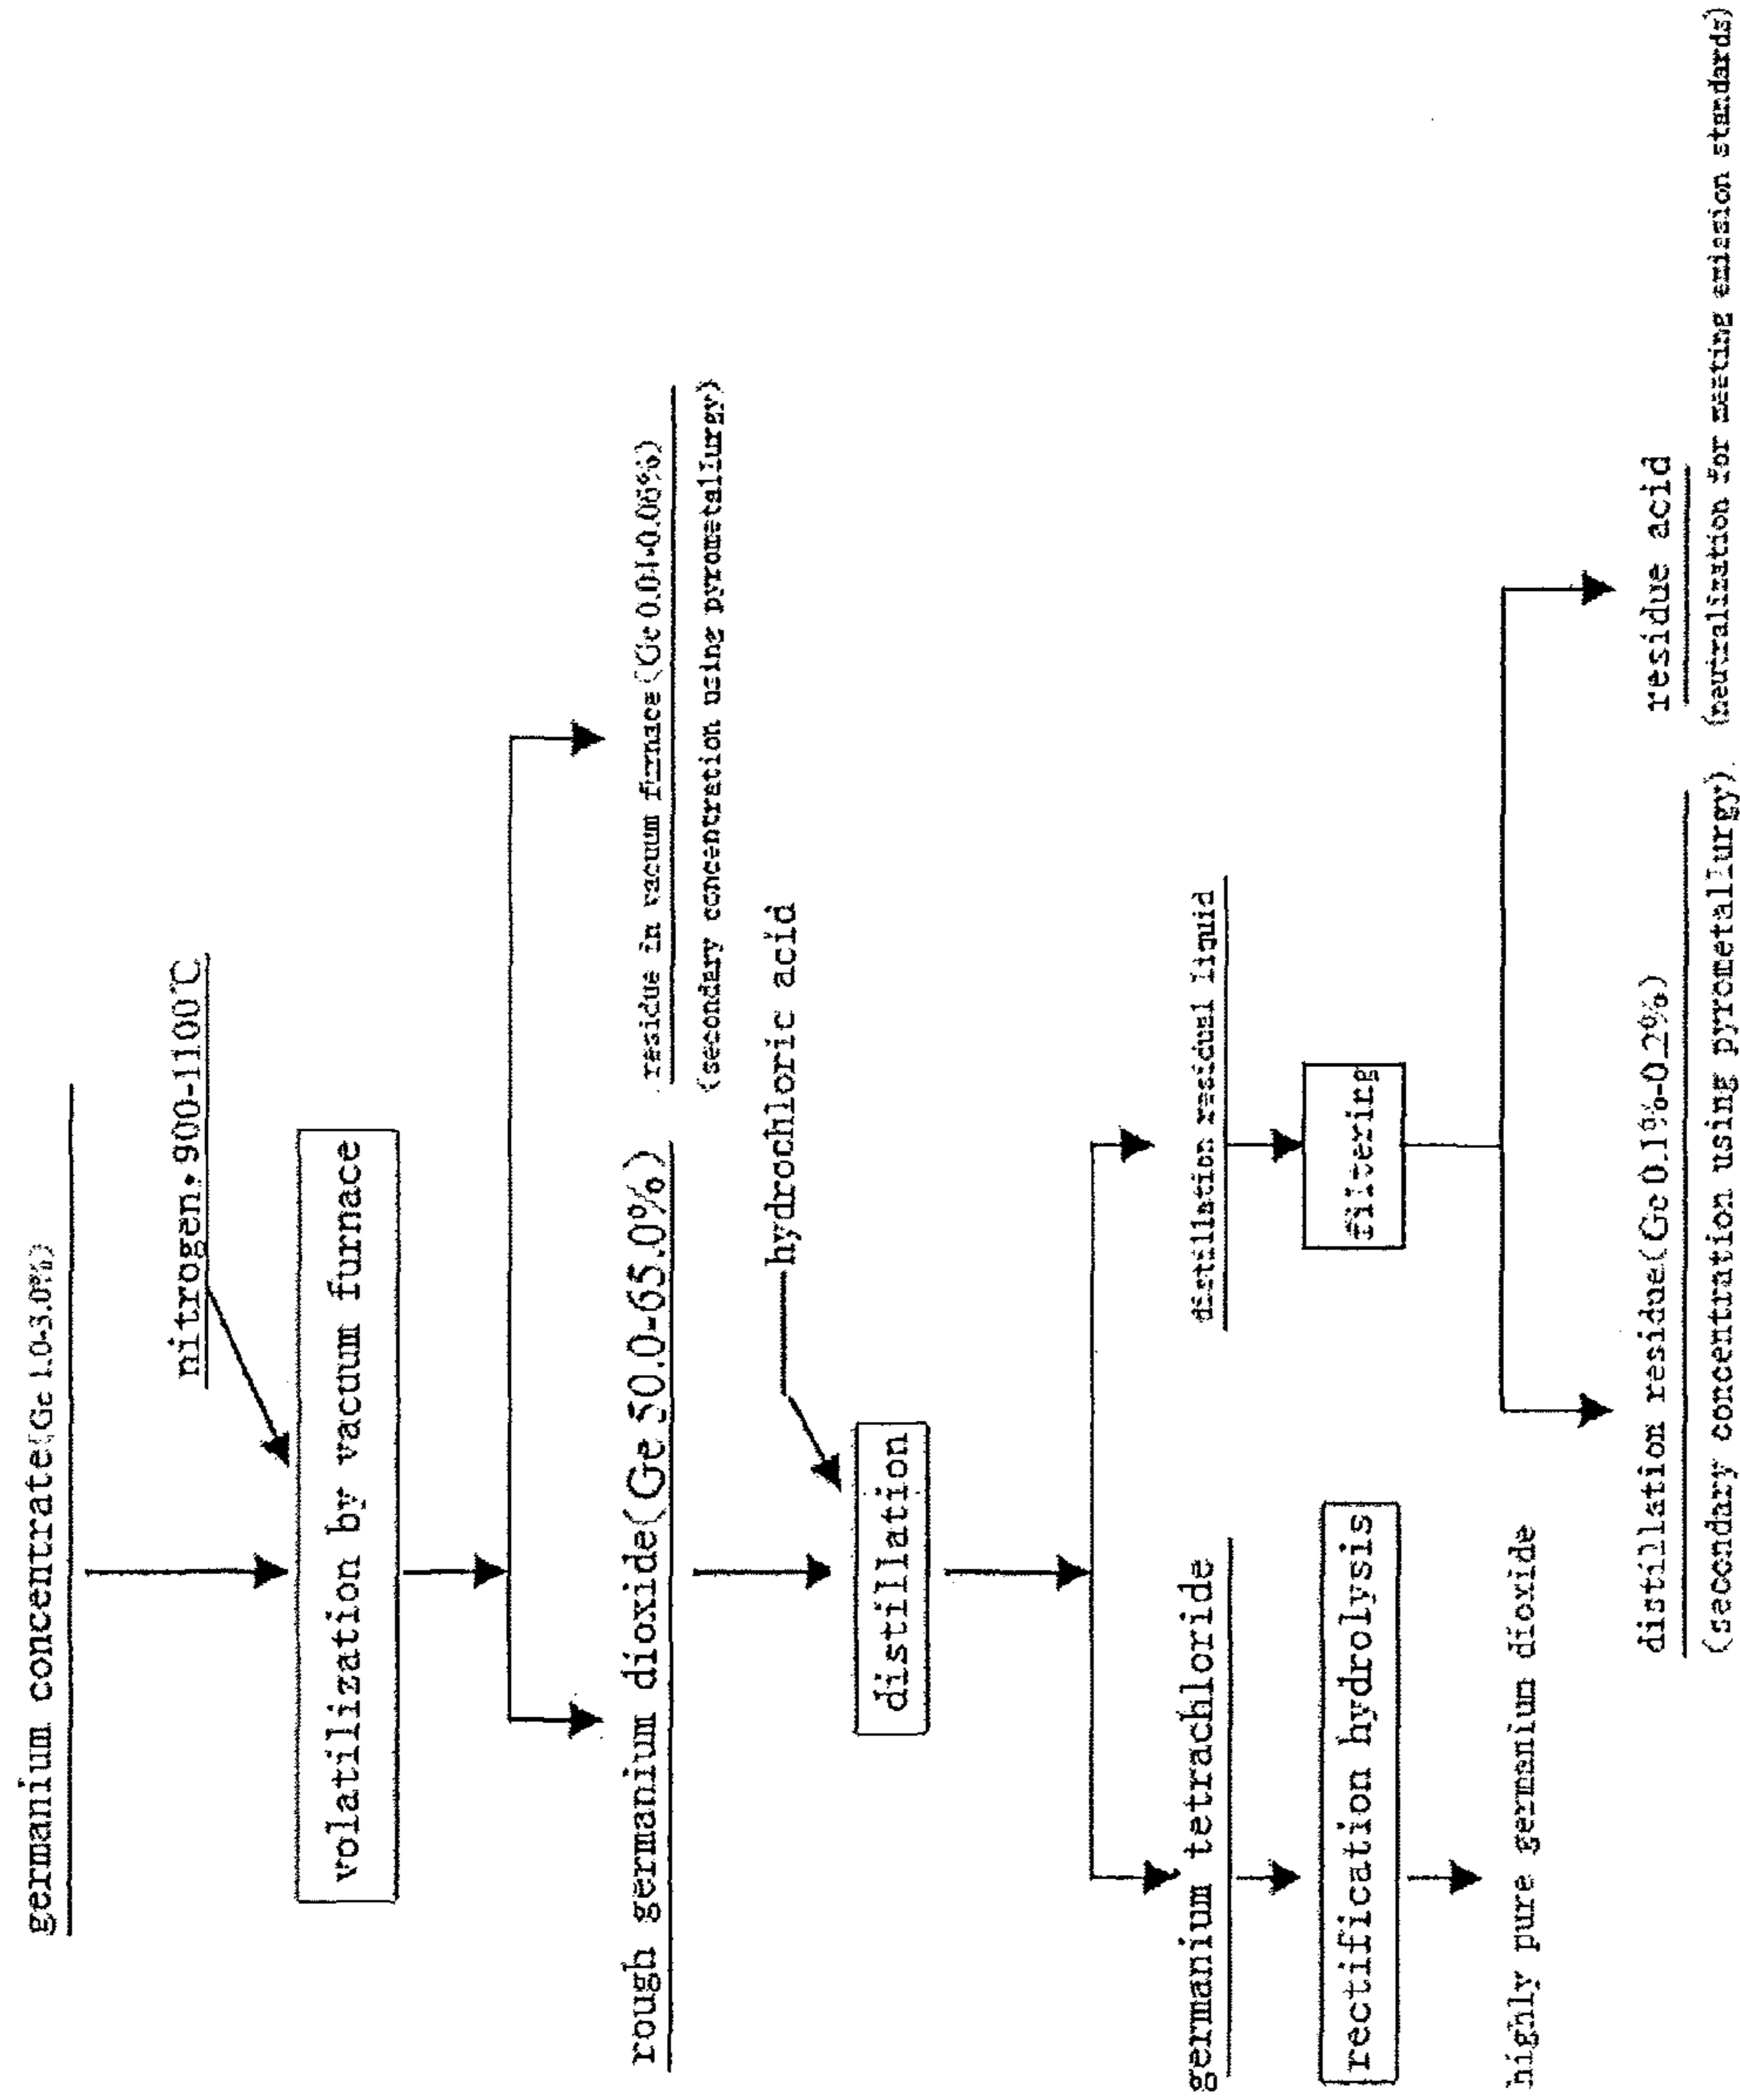 germanium concentrate(Ge 1.0-3.0%)
nitrogen,900-1100℃
volatilization by vacuum furnace
rough germanium dioxide(Ge 50.0-65.0%)
residue in vacuum furnace(Ge 0.04-0.06%)
(secondary concentration using pyrometallurgy)
hydrochloric acid
distillation
germanium tetrachloride
distillation residual liquid
rectification hydrolysis
filtering
highly pure germanium dioxide
distillation residue(Ge 0.1%-0.2%)
(secondary concentration using pyrometallurgy)
residue acid
(neutralization for meeting emission standards)